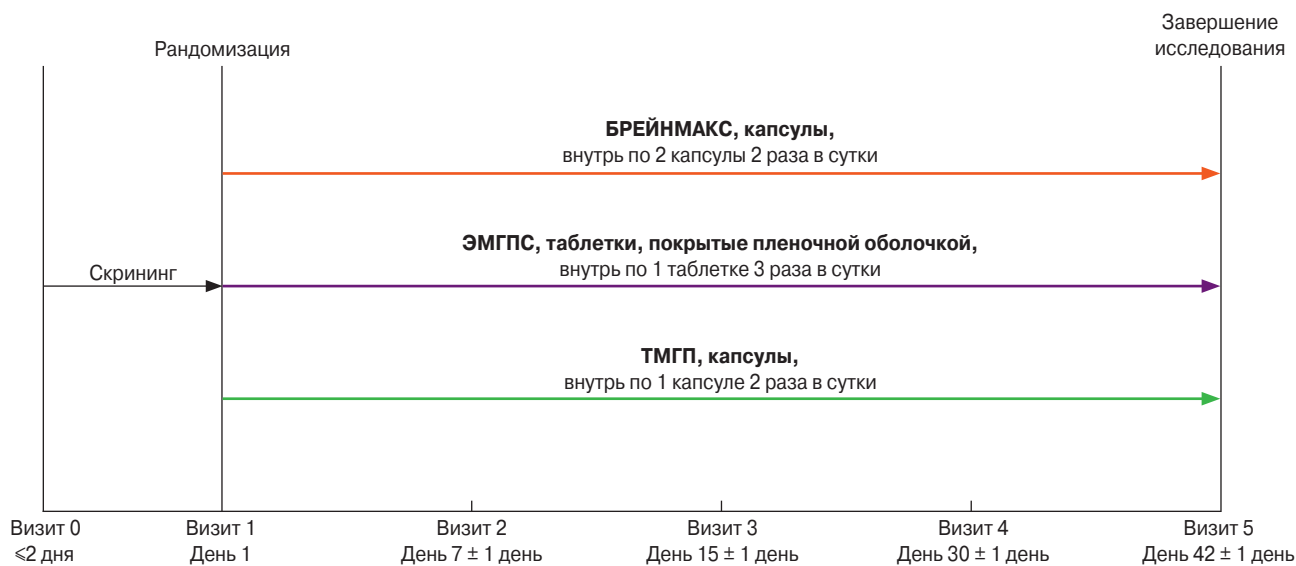 Рандомизация
Завершение
исследования
БРЕЙНМАКС, капсулы,
внутрь по 2 капсулы 2 раза в сутки
ЭМГПС, таблетки, покрытые пленочной оболочкой,
внутрь по 1 таблетке 3 раза в сутки
Скрининг
ТМГП, капсулы,
внутрь по 1 капсуле 2 раза в сутки
Визит 0
⩽2 дня
Визит 1
День 1
Визит 2
День 7 ± 1 день
Визит 3
День 15 ± 1 день
Визит 4
День 30 ± 1 день
Визит 5
День 42 ± 1 день